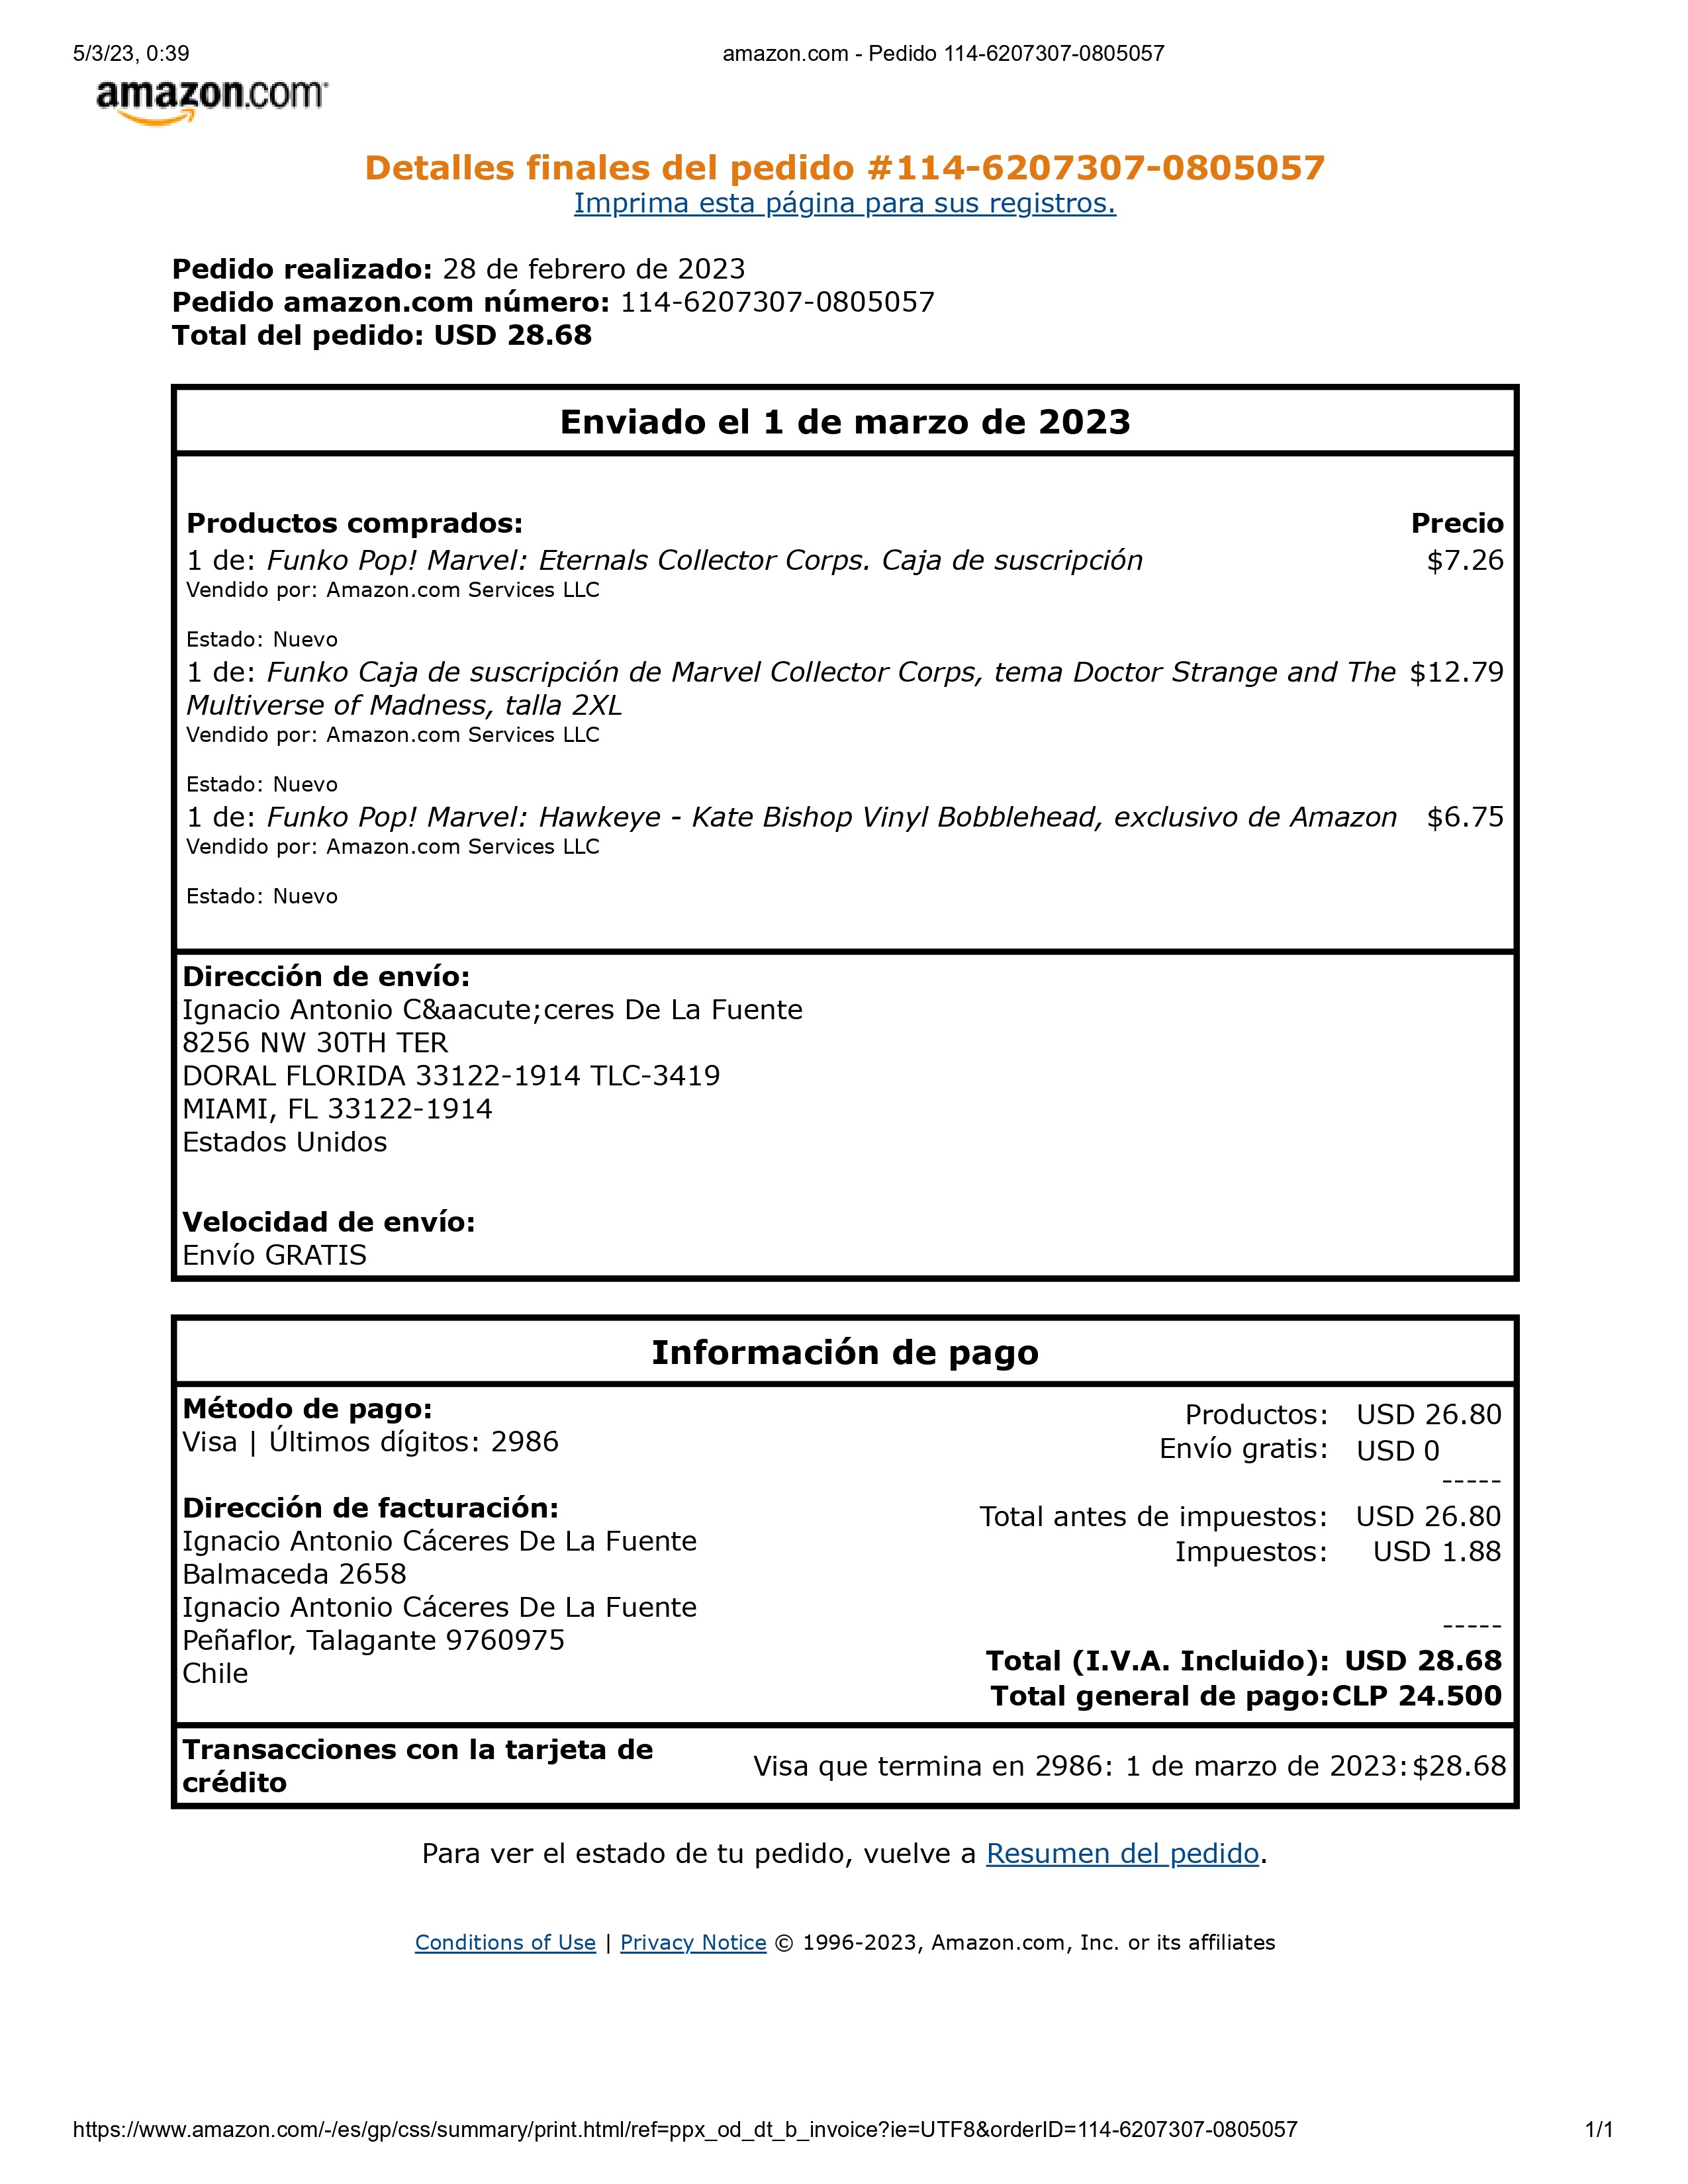 5/3/23, 0:39
amazon.com - Pedido 114-6207307-0805057
amazon.com
Detalles finales del pedido #114-6207307-0805057
Imprima esta página para sus registros.
Pedido realizado: 28 de febrero de 2023
Pedido amazon.com número: 114-6207307-0805057
Total del pedido: USD 28.68
Enviado el 1 de marzo de 2023
Productos comprados: Precio
1 de: Funko Pop! Marvel: Eternals Collector Corps. Caja de suscripción $7.26
Vendido por: Amazon.com Services LLC
Estado: Nuevo
1 de: Funko Caja de suscripción de Marvel Collector Corps, tema Doctor Strange and The $12.79
Multiverse of Madness, talla 2XL
Vendido por: Amazon.com Services LLC
Estado: Nuevo
1 de: Funko Pop! Marvel: Hawkeye - Kate Bishop Vinyl Bobblehead, exclusivo de Amazon $6.75
Vendido por: Amazon.com Services LLC
Estado: Nuevo
Dirección de envío:
Ignacio Antonio C&aacute;ceres De La Fuente
8256 NW 30TH TER
DORAL FLORIDA 33122-1914 TLC-3419
MIAMI, FL 33122-1914
Estados Unidos
Velocidad de envío:
Envío GRATIS
Información de pago
Método de pago:
Visa | Últimos dígitos: 2986
Dirección de facturación:
Ignacio Antonio Cáceres De La Fuente
Balmaceda 2658
Ignacio Antonio Cáceres De La Fuente
Peñaflor, Talagante 9760975
Chile
Productos: USD 26.80
Envío gratis: USD 0
-----
Total antes de impuestos: USD 26.80
Impuestos: USD 1.88
-----
Total (I.V.A. Incluido): USD 28.68
Total general de pago:CLP 24.500
Transacciones con la tarjeta de
crédito
Visa que termina en 2986: 1 de marzo de 2023:$28.68
Para ver el estado de tu pedido, vuelve a Resumen del pedido.
Conditions of Use | Privacy Notice © 1996-2023, Amazon.com, Inc. or its affiliates
https://www.amazon.com/-/es/gp/css/summary/print.html/ref=ppx_od_dt_b_invoice?ie=UTF8&orderID=114-6207307-0805057
1/1